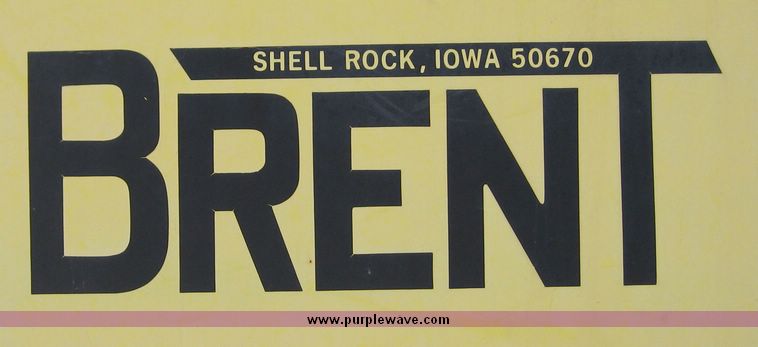 SHELL ROCK, IOWA 50670
BRENT
www.purplewave.com